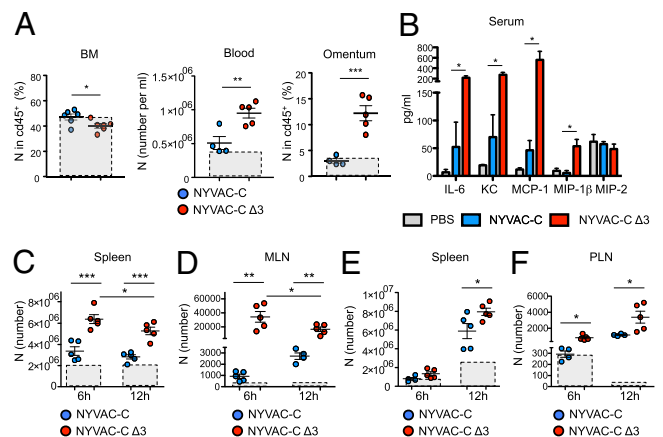 A
BM
Blood
Omentum
N in cd45⁺ (%)
80
60
40
20
0
*
N (number per ml)
1.5×10⁰⁶
1×10⁰⁶
0.5×10⁰⁶
0
**
N in cd45⁺ (%)
20
15
10
5
0
***
NYVAC-C
NYVAC-C Δ3
B
Serum
pg/ml
800
600
400
200
150
100
50
0
* * * *
IL-6 KC MCP-1 MIP-1β MIP-2
PBS NYVAC-C NYVAC-C Δ3
C
Spleen
N (number)
8×10⁰⁶
6×10⁰⁶
4×10⁰⁶
2×10⁰⁶
0
*** ***
*
6h 12h
NYVAC-C
NYVAC-C Δ3
D
MLN
N (number)
60000
40000
20000
3000
2000
1000
0
** **
*
6h 12h
NYVAC-C
NYVAC-C Δ3
E
Spleen
N (number)
1×10⁰⁷
8×10⁰⁶
6×10⁰⁶
4×10⁰⁶
2×10⁰⁶
0
*
6h 12h
NYVAC-C
NYVAC-C Δ3
F
PLN
N (number)
6000
4000
2000
300
200
100
0
* *
6h 12h
NYVAC-C
NYVAC-C Δ3